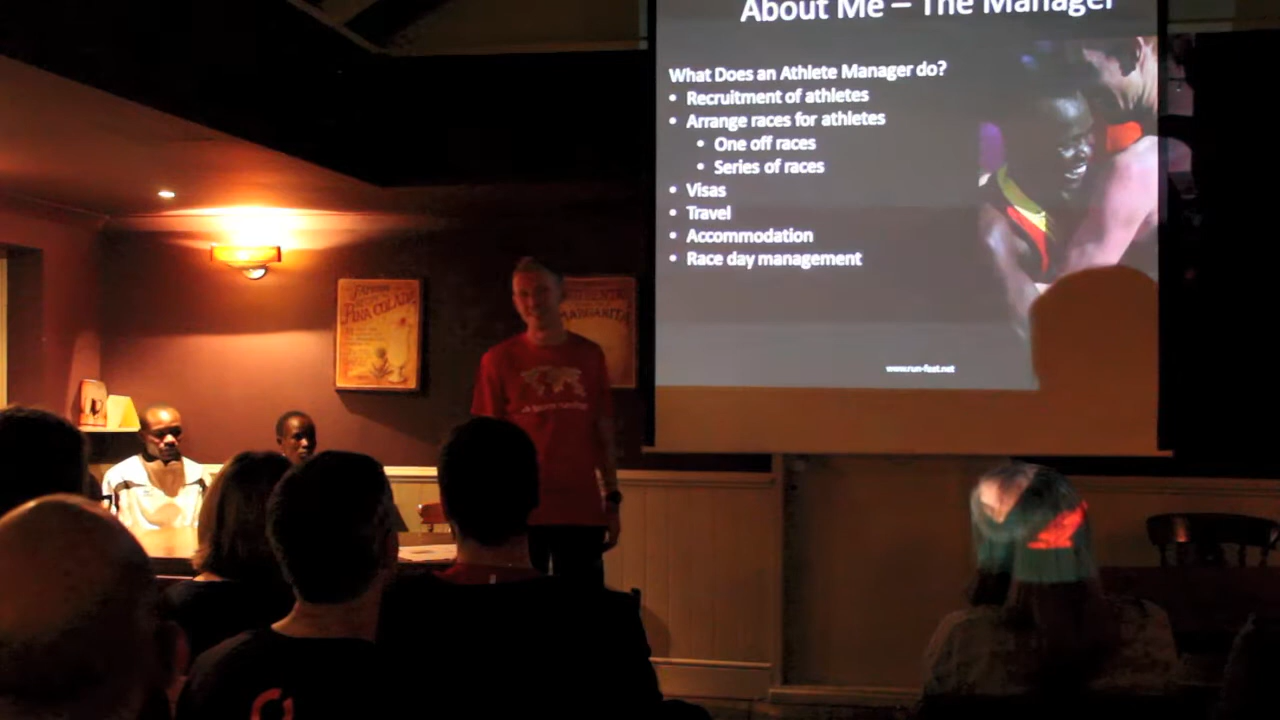 About Me – The Manager
What Does an Athlete Manager do?
• Recruitment of athletes
• Arrange races for athletes
• One off races
• Series of races
• Visas
• Travel
• Accommodation
• Race day management
www.run-fast.net
FAMOUS
PINA COLADA
MARGARITA